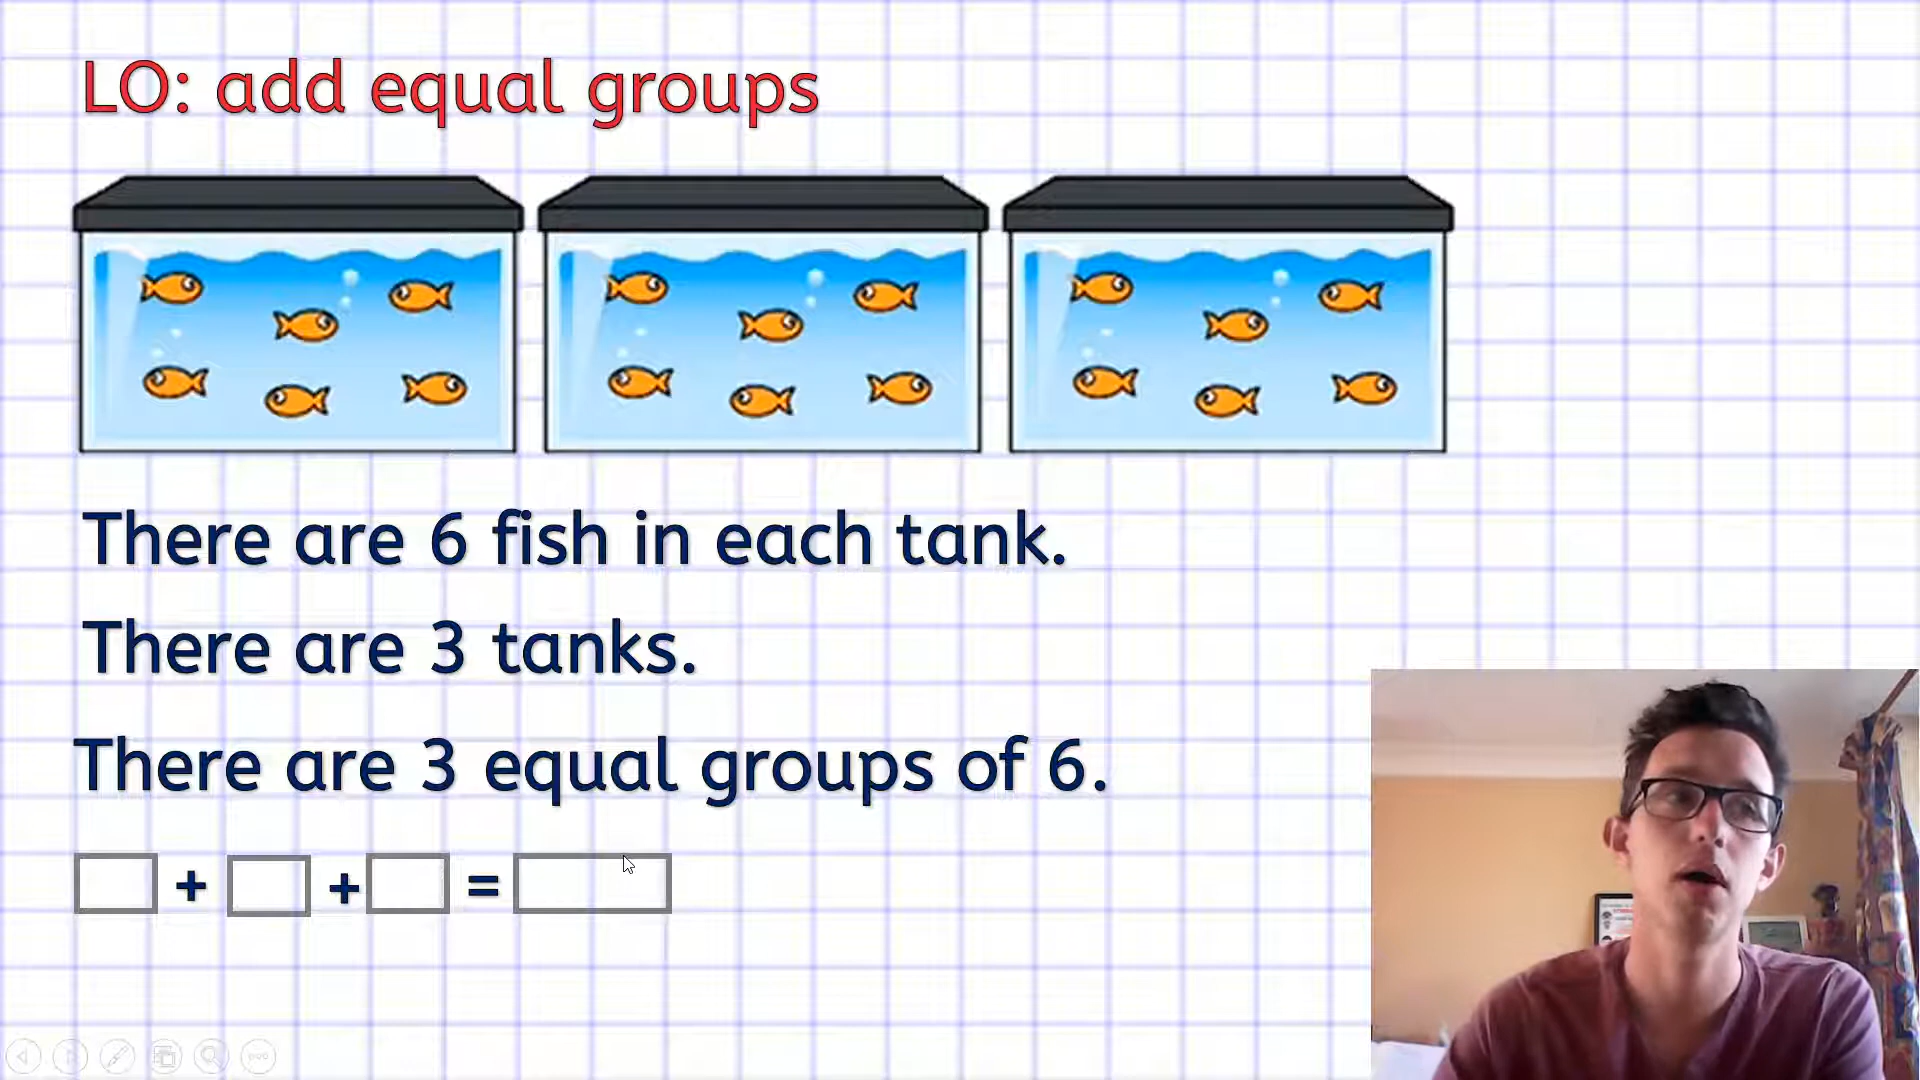 LO: add equal groups
There are 6 fish in each tank.
There are 3 tanks.
There are 3 equal groups of 6.
+ + =